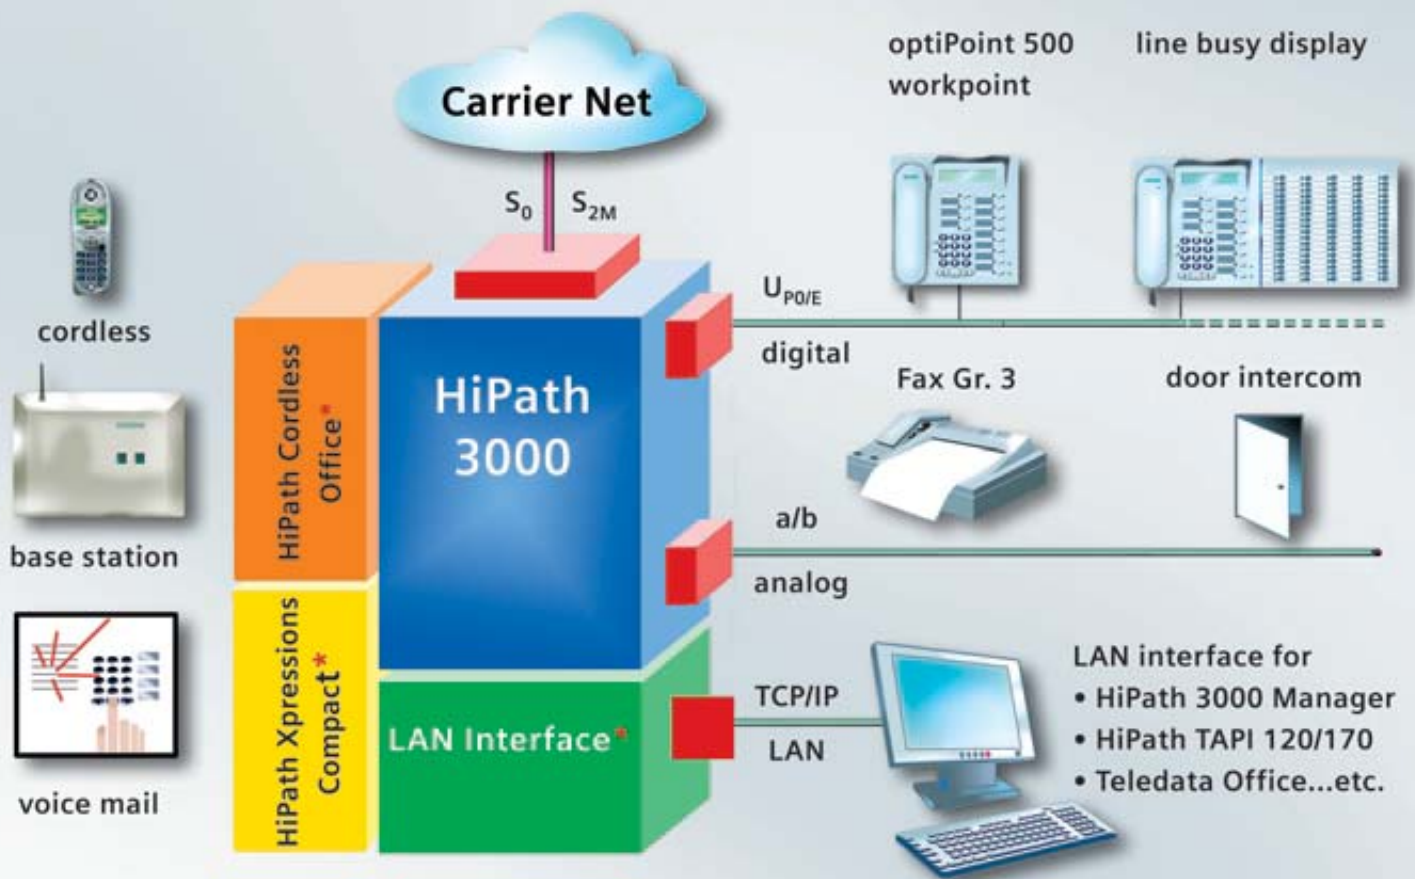 optiPoint 500
workpoint
line busy display
Carrier Net
S0
S2M
cordless
UP0/E
digital
HiPath Cordless
Office*
HiPath
3000
Fax Gr. 3
door intercom
base station
a/b
analog
HiPath Xpressions
Compact*
LAN Interface*
voice mail
TCP/IP
LAN
LAN interface for
• HiPath 3000 Manager
• HiPath TAPI 120/170
• Teledata Office...etc.